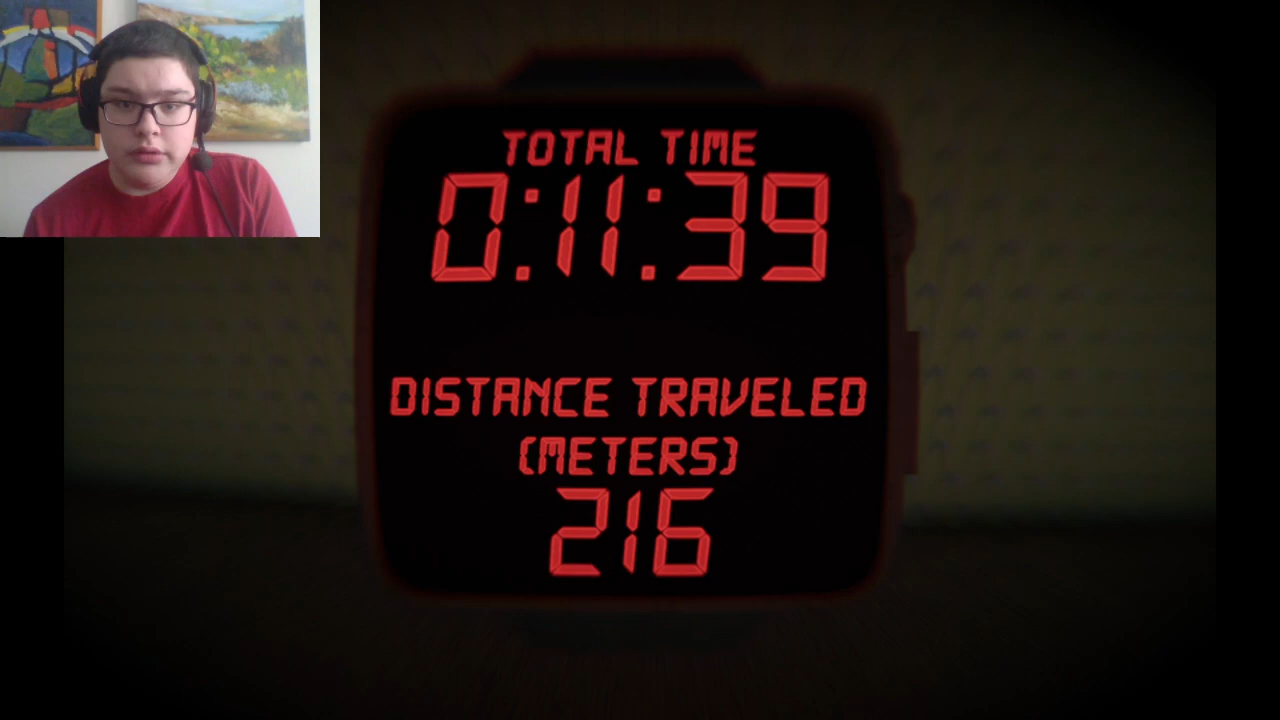 TOTAL TIME
0:11:39
DISTANCE TRAVELED
(METERS)
216